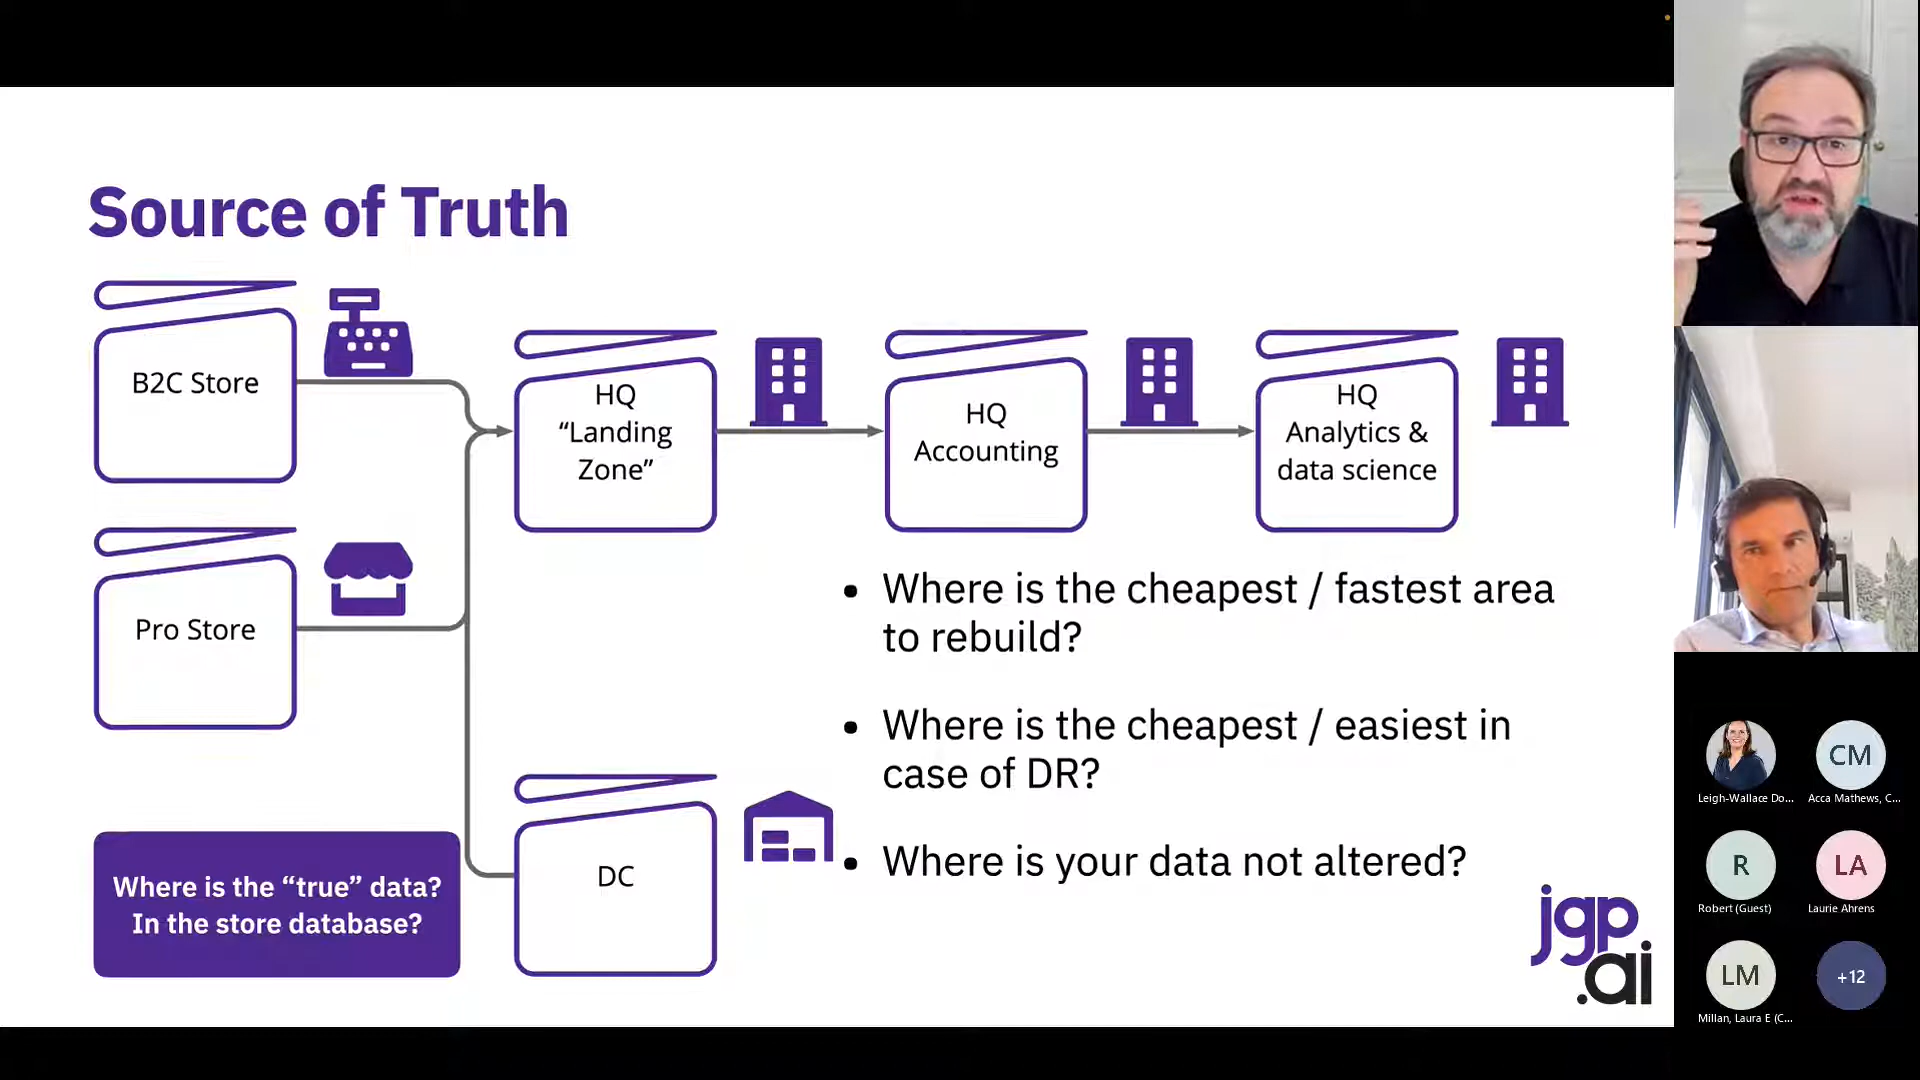 Source of Truth
B2C Store
HQ
“Landing
Zone”
HQ
Accounting
HQ
Analytics &
data science
Pro Store
DC
Where is the “true” data?
In the store database?
• Where is the cheapest / fastest area
to rebuild?
• Where is the cheapest / easiest in
case of DR?
• Where is your data not altered?
jgp
.ai
Leigh-Wallace Do...
CM
Acca Mathews, C...
R
Robert (Guest)
LA
Laurie Ahrens
LM
Millan, Laura E (C...
+12